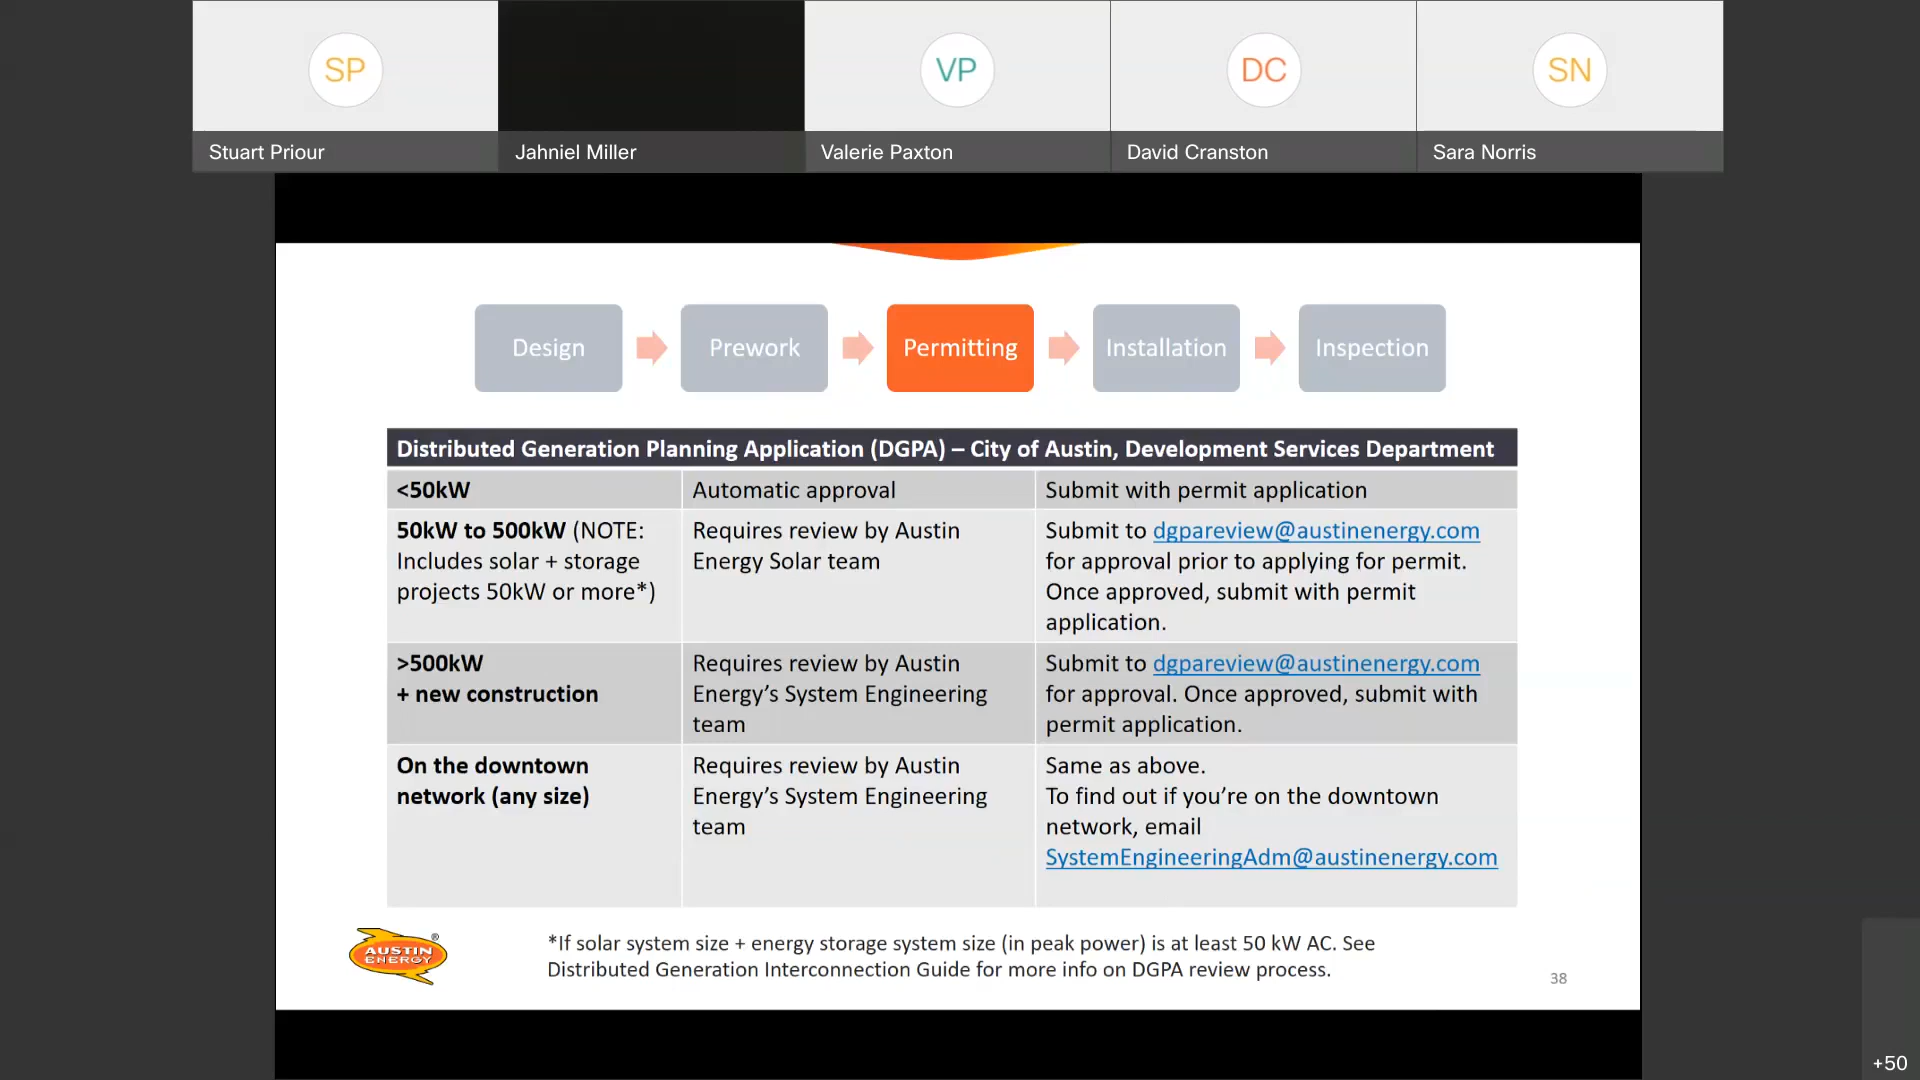 SP
VP
DC
SN
Stuart Priour
Jahniel Miller
Valerie Paxton
David Cranston
Sara Norris
Design
Prework
Permitting
Installation
Inspection
Distributed Generation Planning Application (DGPA) – City of Austin, Development Services Department
<50kW
Automatic approval
Submit with permit application
50kW to 500kW (NOTE:
Includes solar + storage
projects 50kW or more*)
Requires review by Austin
Energy Solar team
Submit to dgpareview@austinenergy.com
for approval prior to applying for permit.
Once approved, submit with permit
application.
>500kW
+ new construction
Requires review by Austin
Energy’s System Engineering
team
Submit to dgpareview@austinenergy.com
for approval. Once approved, submit with
permit application.
On the downtown
network (any size)
Requires review by Austin
Energy’s System Engineering
team
Same as above.
To find out if you’re on the downtown
network, email
SystemEngineeringAdm@austinenergy.com
AUSTIN
ENERGY
®
*If solar system size + energy storage system size (in peak power) is at least 50 kW AC. See
Distributed Generation Interconnection Guide for more info on DGPA review process.
38
+50